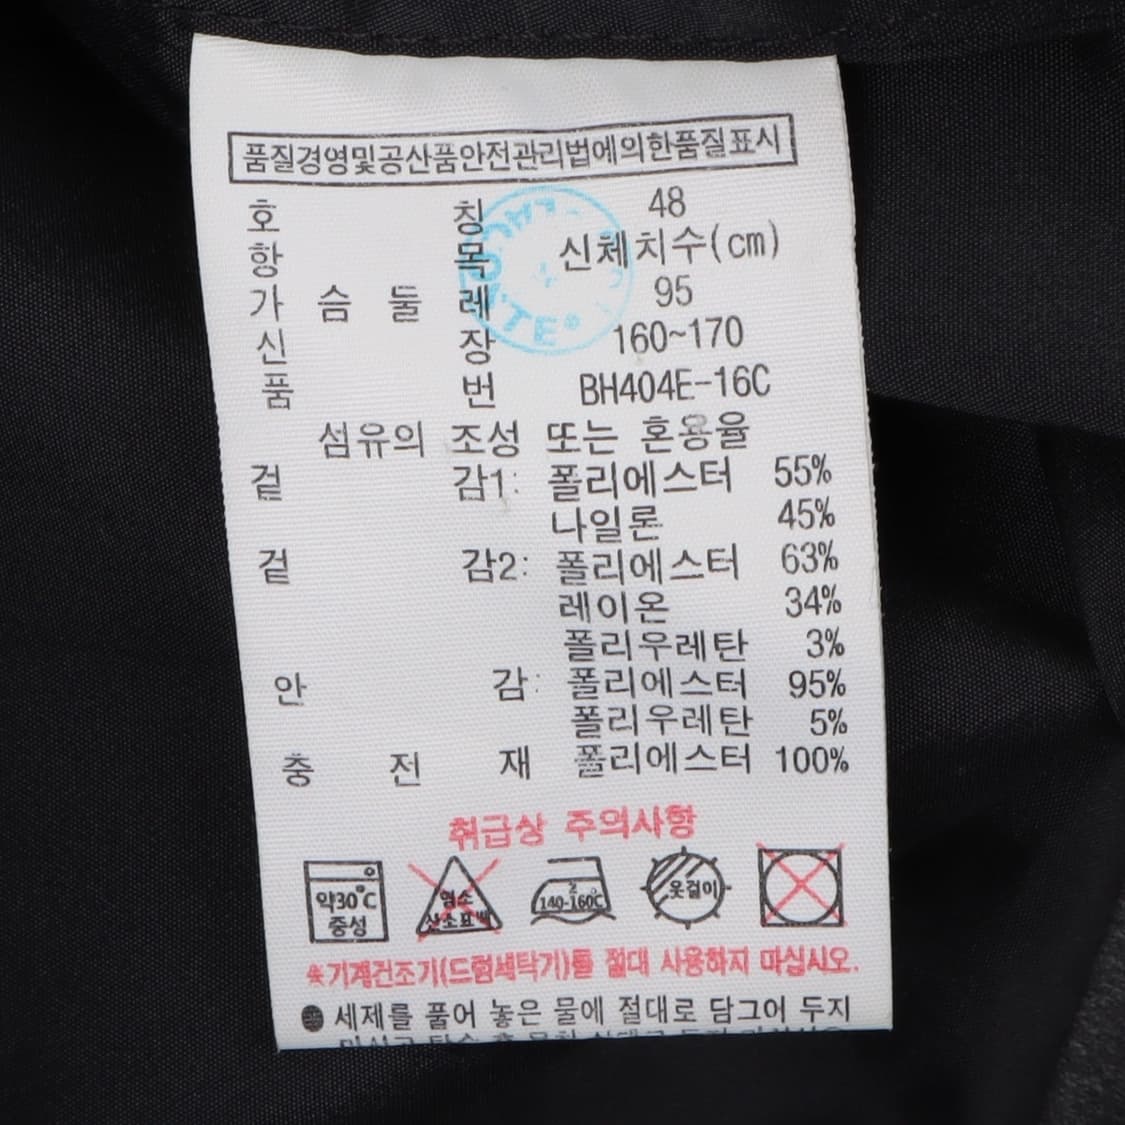 품질경영및공산품안전관리법에의한품질표시
호 칭 48
항 목 신체치수(cm)
가 슴 둘 레 95
신 장 160~170
품 번 BH404E-16C
섬유의 조성 또는 혼용율
겉 감1: 폴리에스터 55%
나일론 45%
겉 감2: 폴리에스터 63%
레이온 34%
폴리우레탄 3%
안 감: 폴리에스터 95%
폴리우레탄 5%
충 전 재 폴리에스터 100%
취급상 주의사항
약30℃ 중성
염소 산소표백
2 140-160℃
옷걸이
※기계건조기(드럼세탁기)를 절대 사용하지 마십시오.
● 세제를 풀어 놓은 물에 절대로 담그어 두지